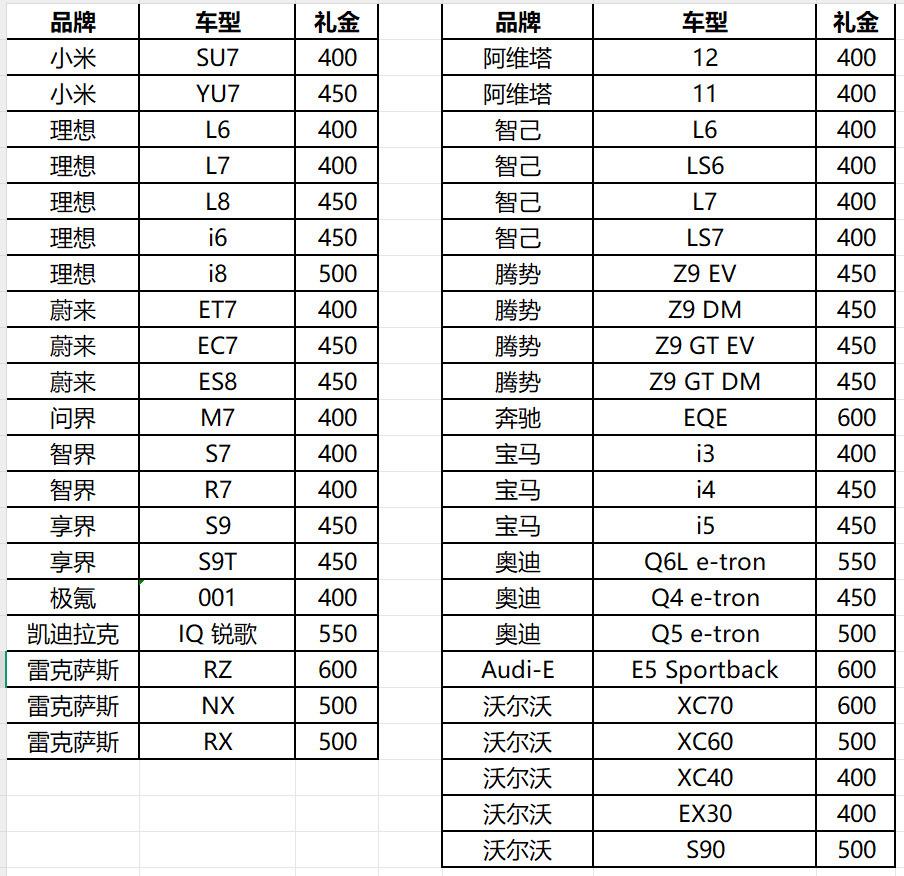 品牌 车型 礼金 品牌 车型 礼金
小米 SU7 400 阿维塔 12 400
小米 YU7 450 阿维塔 11 400
理想 L6 400 智己 L6 400
理想 L7 400 智己 LS6 400
理想 L8 450 智己 L7 400
理想 i6 450 智己 LS7 400
理想 i8 500 腾势 Z9 EV 450
蔚来 ET7 400 腾势 Z9 DM 450
蔚来 EC7 450 腾势 Z9 GT EV 450
蔚来 ES8 450 腾势 Z9 GT DM 450
问界 M7 400 奔驰 EQE 600
智界 S7 400 宝马 i3 400
智界 R7 400 宝马 i4 450
享界 S9 450 宝马 i5 450
享界 S9T 450 奥迪 Q6L e-tron 550
极氪 001 400 奥迪 Q4 e-tron 450
凯迪拉克 IQ 锐歌 550 奥迪 Q5 e-tron 500
雷克萨斯 RZ 600 Audi-E E5 Sportback 600
雷克萨斯 NX 500 沃尔沃 XC70 600
雷克萨斯 RX 500 沃尔沃 XC60 500
沃尔沃 XC40 400
沃尔沃 EX30 400
沃尔沃 S90 500